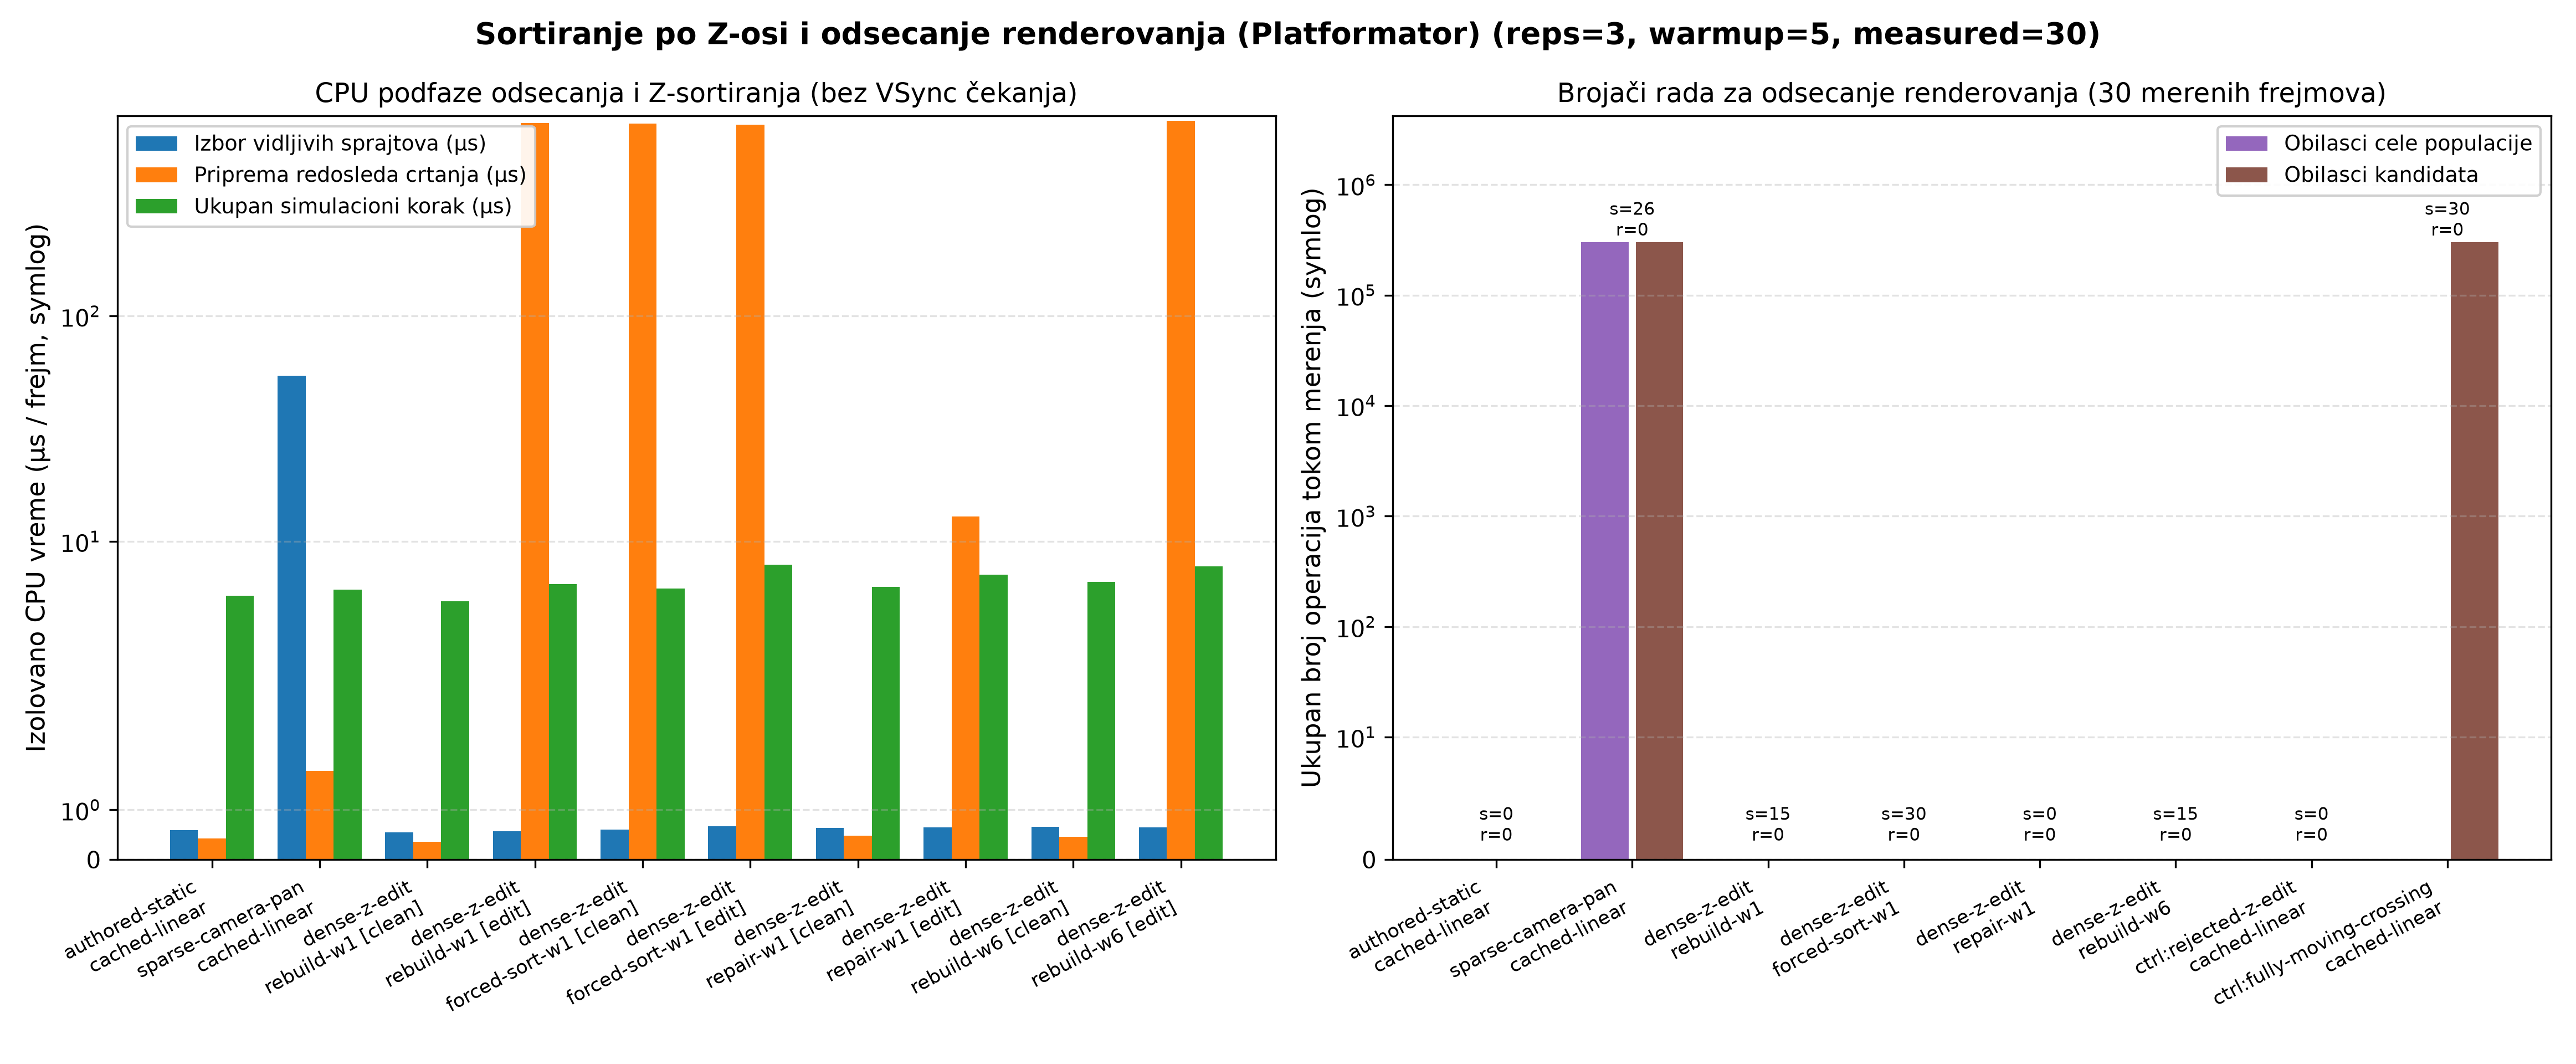 Sortiranje po Z-osi i odsecanje renderovanja (Platformator) (reps=3, warmup=5, measured=30)
CPU podfaze odsecanja i Z-sortiranja (bez VSync čekanja)
Izolovano CPU vreme (µs / frejm, symlog)
Izbor vidljivih sprajtova (µs)
Priprema redosleda crtanja (µs)
Ukupan simulacioni korak (µs)
10²
10¹
10⁰
0
authored-static
cached-linear
sparse-camera-pan
cached-linear
dense-z-edit
rebuild-w1 [clean]
dense-z-edit
rebuild-w1 [edit]
dense-z-edit
forced-sort-w1 [clean]
dense-z-edit
forced-sort-w1 [edit]
dense-z-edit
repair-w1 [clean]
dense-z-edit
repair-w1 [edit]
dense-z-edit
rebuild-w6 [clean]
dense-z-edit
rebuild-w6 [edit]
Brojači rada za odsecanje renderovanja (30 merenih frejmova)
Ukupan broj operacija tokom merenja (symlog)
Obilasci cele populacije
Obilasci kandidata
10⁶
10⁵
10⁴
10³
10²
10¹
0
s=0
r=0
s=26
r=0
s=15
r=0
s=30
r=0
s=0
r=0
s=15
r=0
s=0
r=0
s=30
r=0
authored-static
cached-linear
sparse-camera-pan
cached-linear
dense-z-edit
rebuild-w1
dense-z-edit
forced-sort-w1
dense-z-edit
repair-w1
dense-z-edit
rebuild-w6
ctrl:rejected-z-edit
cached-linear
ctrl:fully-moving-crossing
cached-linear